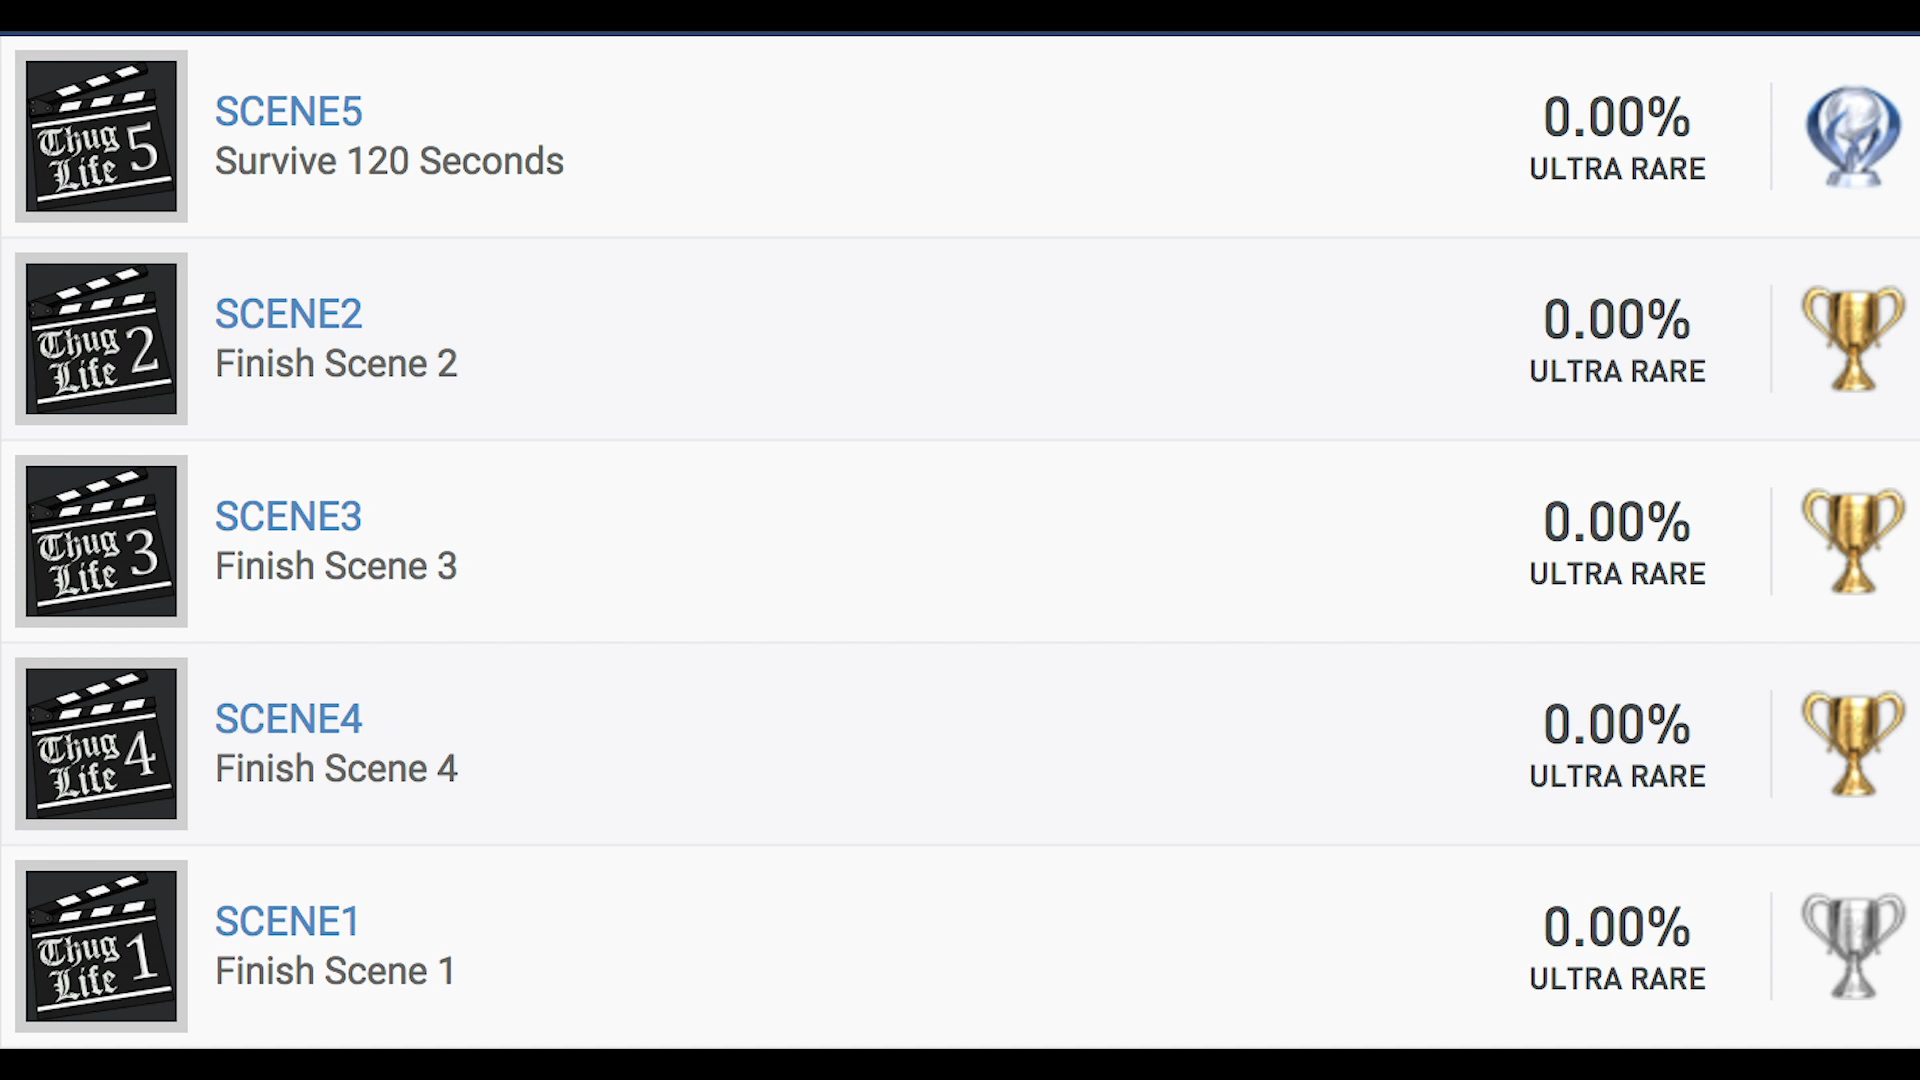 Thug
Life 5
SCENE5
Survive 120 Seconds
0.00%
ULTRA RARE
Thug
Life 2
SCENE2
Finish Scene 2
0.00%
ULTRA RARE
Thug
Life 3
SCENE3
Finish Scene 3
0.00%
ULTRA RARE
Thug
Life 4
SCENE4
Finish Scene 4
0.00%
ULTRA RARE
Thug
Life 1
SCENE1
Finish Scene 1
0.00%
ULTRA RARE